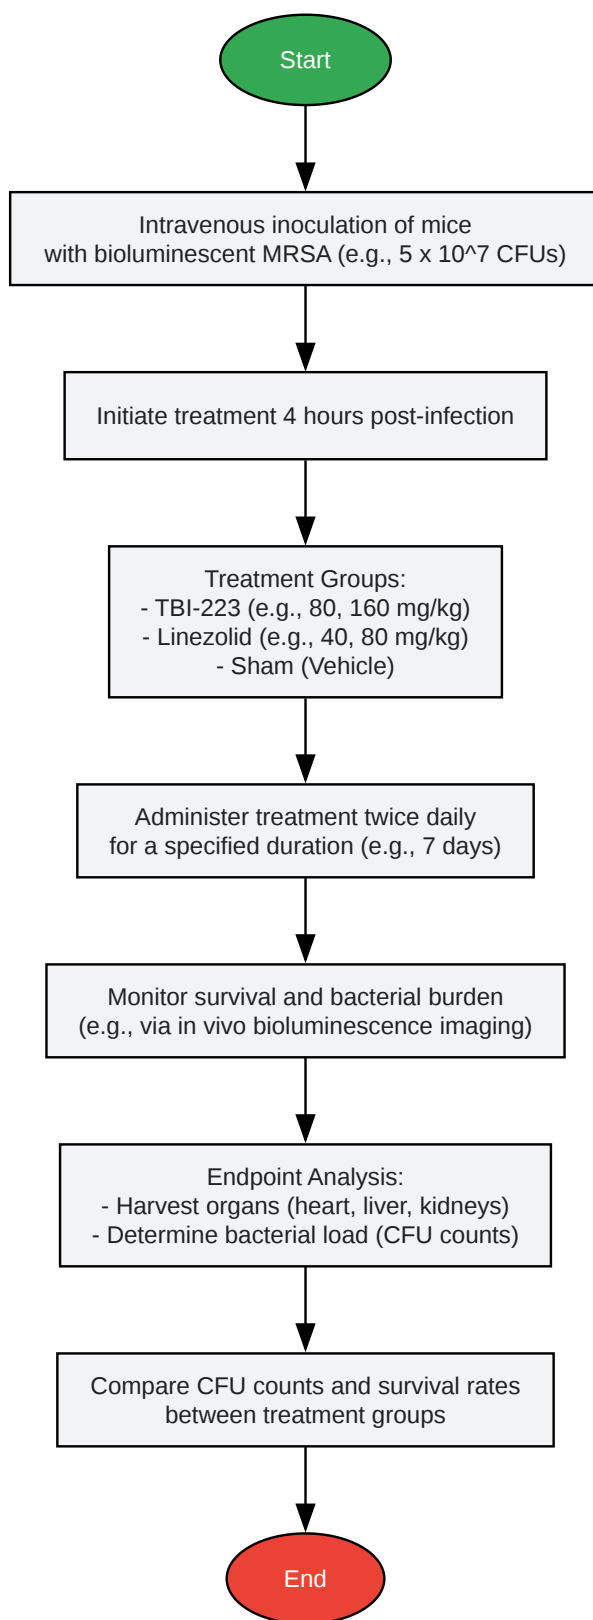 Start
Intravenous inoculation of mice
with bioluminescent MRSA (e.g., 5 x 10^7 CFUs)
Initiate treatment 4 hours post-infection
Treatment Groups:
- TBI-223 (e.g., 80, 160 mg/kg)
- Linezolid (e.g., 40, 80 mg/kg)
- Sham (Vehicle)
Administer treatment twice daily
for a specified duration (e.g., 7 days)
Monitor survival and bacterial burden
(e.g., via in vivo bioluminescence imaging)
Endpoint Analysis:
- Harvest organs (heart, liver, kidneys)
- Determine bacterial load (CFU counts)
Compare CFU counts and survival rates
between treatment groups
End